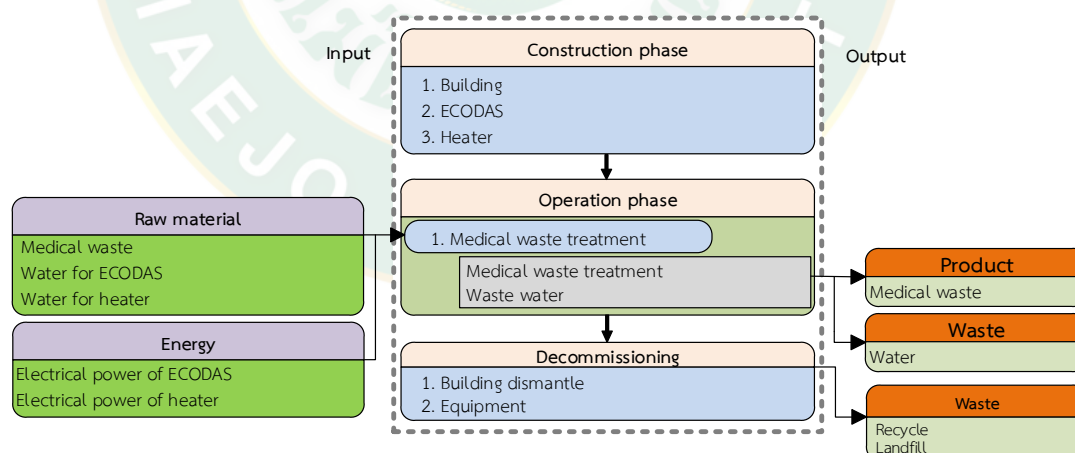 Input
Construction phase
Output
1. Building
2. ECODAS
3. Heater
Operation phase
Raw material
1. Medical waste treatment
Medical waste
Water for ECODAS
Water for heater
Medical waste treatment
Waste water
Product
Medical waste
Energy
Electrical power of ECODAS
Electrical power of heater
Waste
Water
Decommissioning
1. Building dismantle
2. Equipment
Waste
Recycle
Landfill
MAEJO